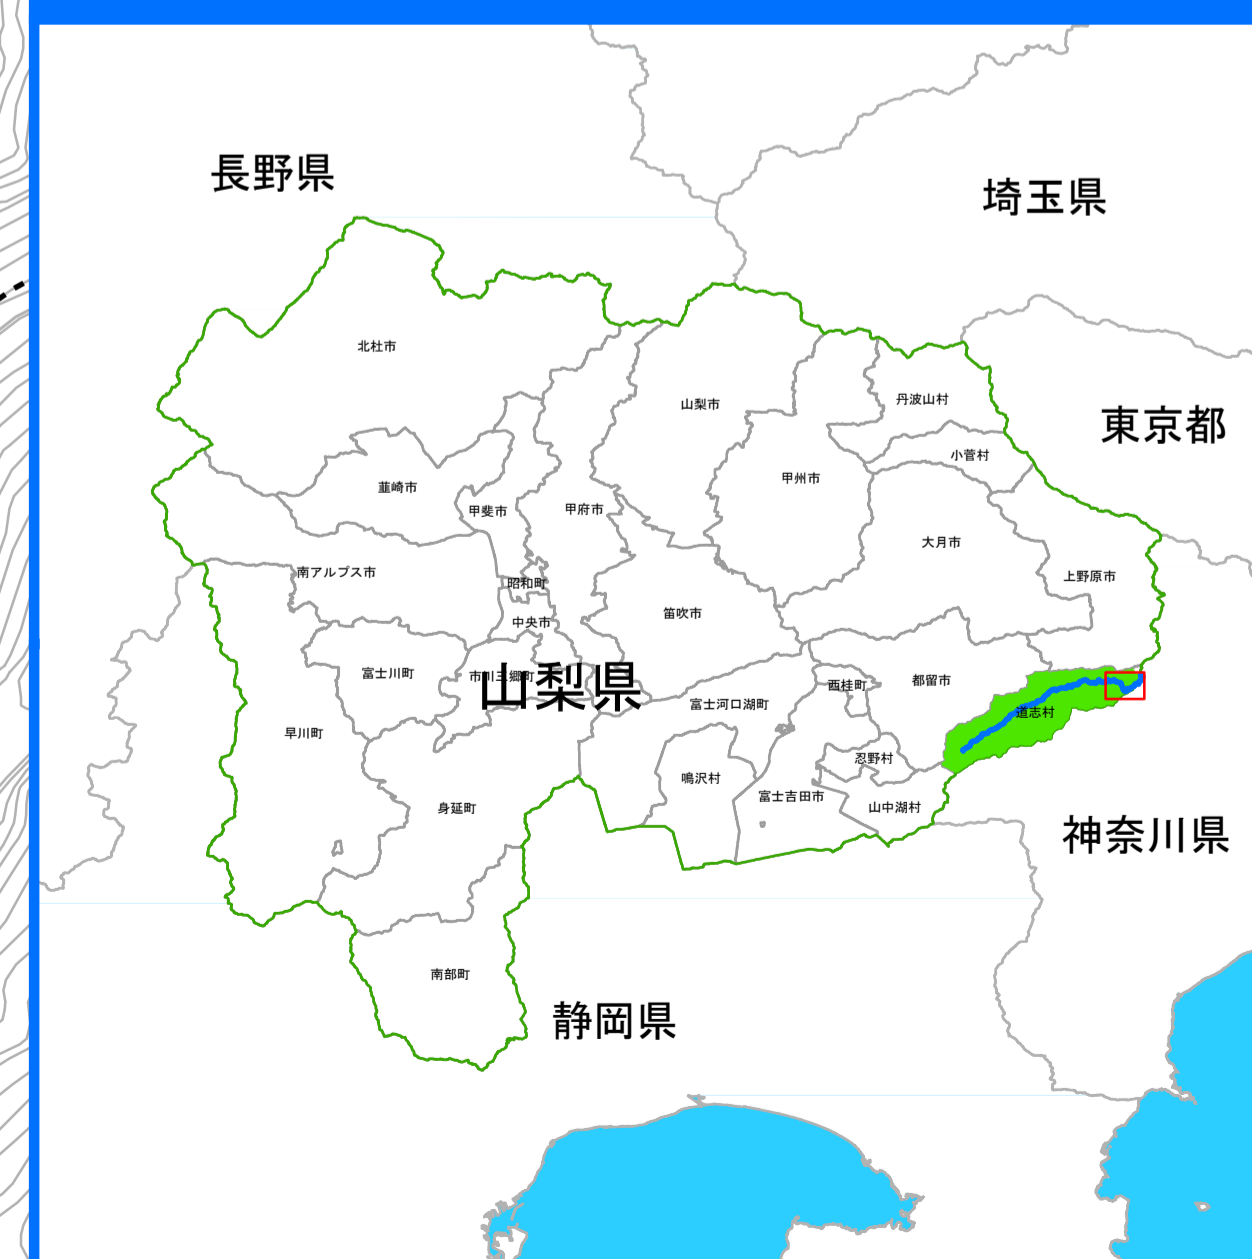 長野県
埼玉県
北杜市
丹波山村
山梨市
東京都
小菅村
甲州市
韮崎市
甲府市
甲斐市
大月市
南アルプス市
上野原市
昭和町
笛吹市
中央市
富士川町
市川三郷町
山梨県
都留市
西桂町
富士河口湖町
道志村
早川町
忍野村
鳴沢村
富士吉田市
山中湖村
身延町
神奈川県
南部町
静岡県